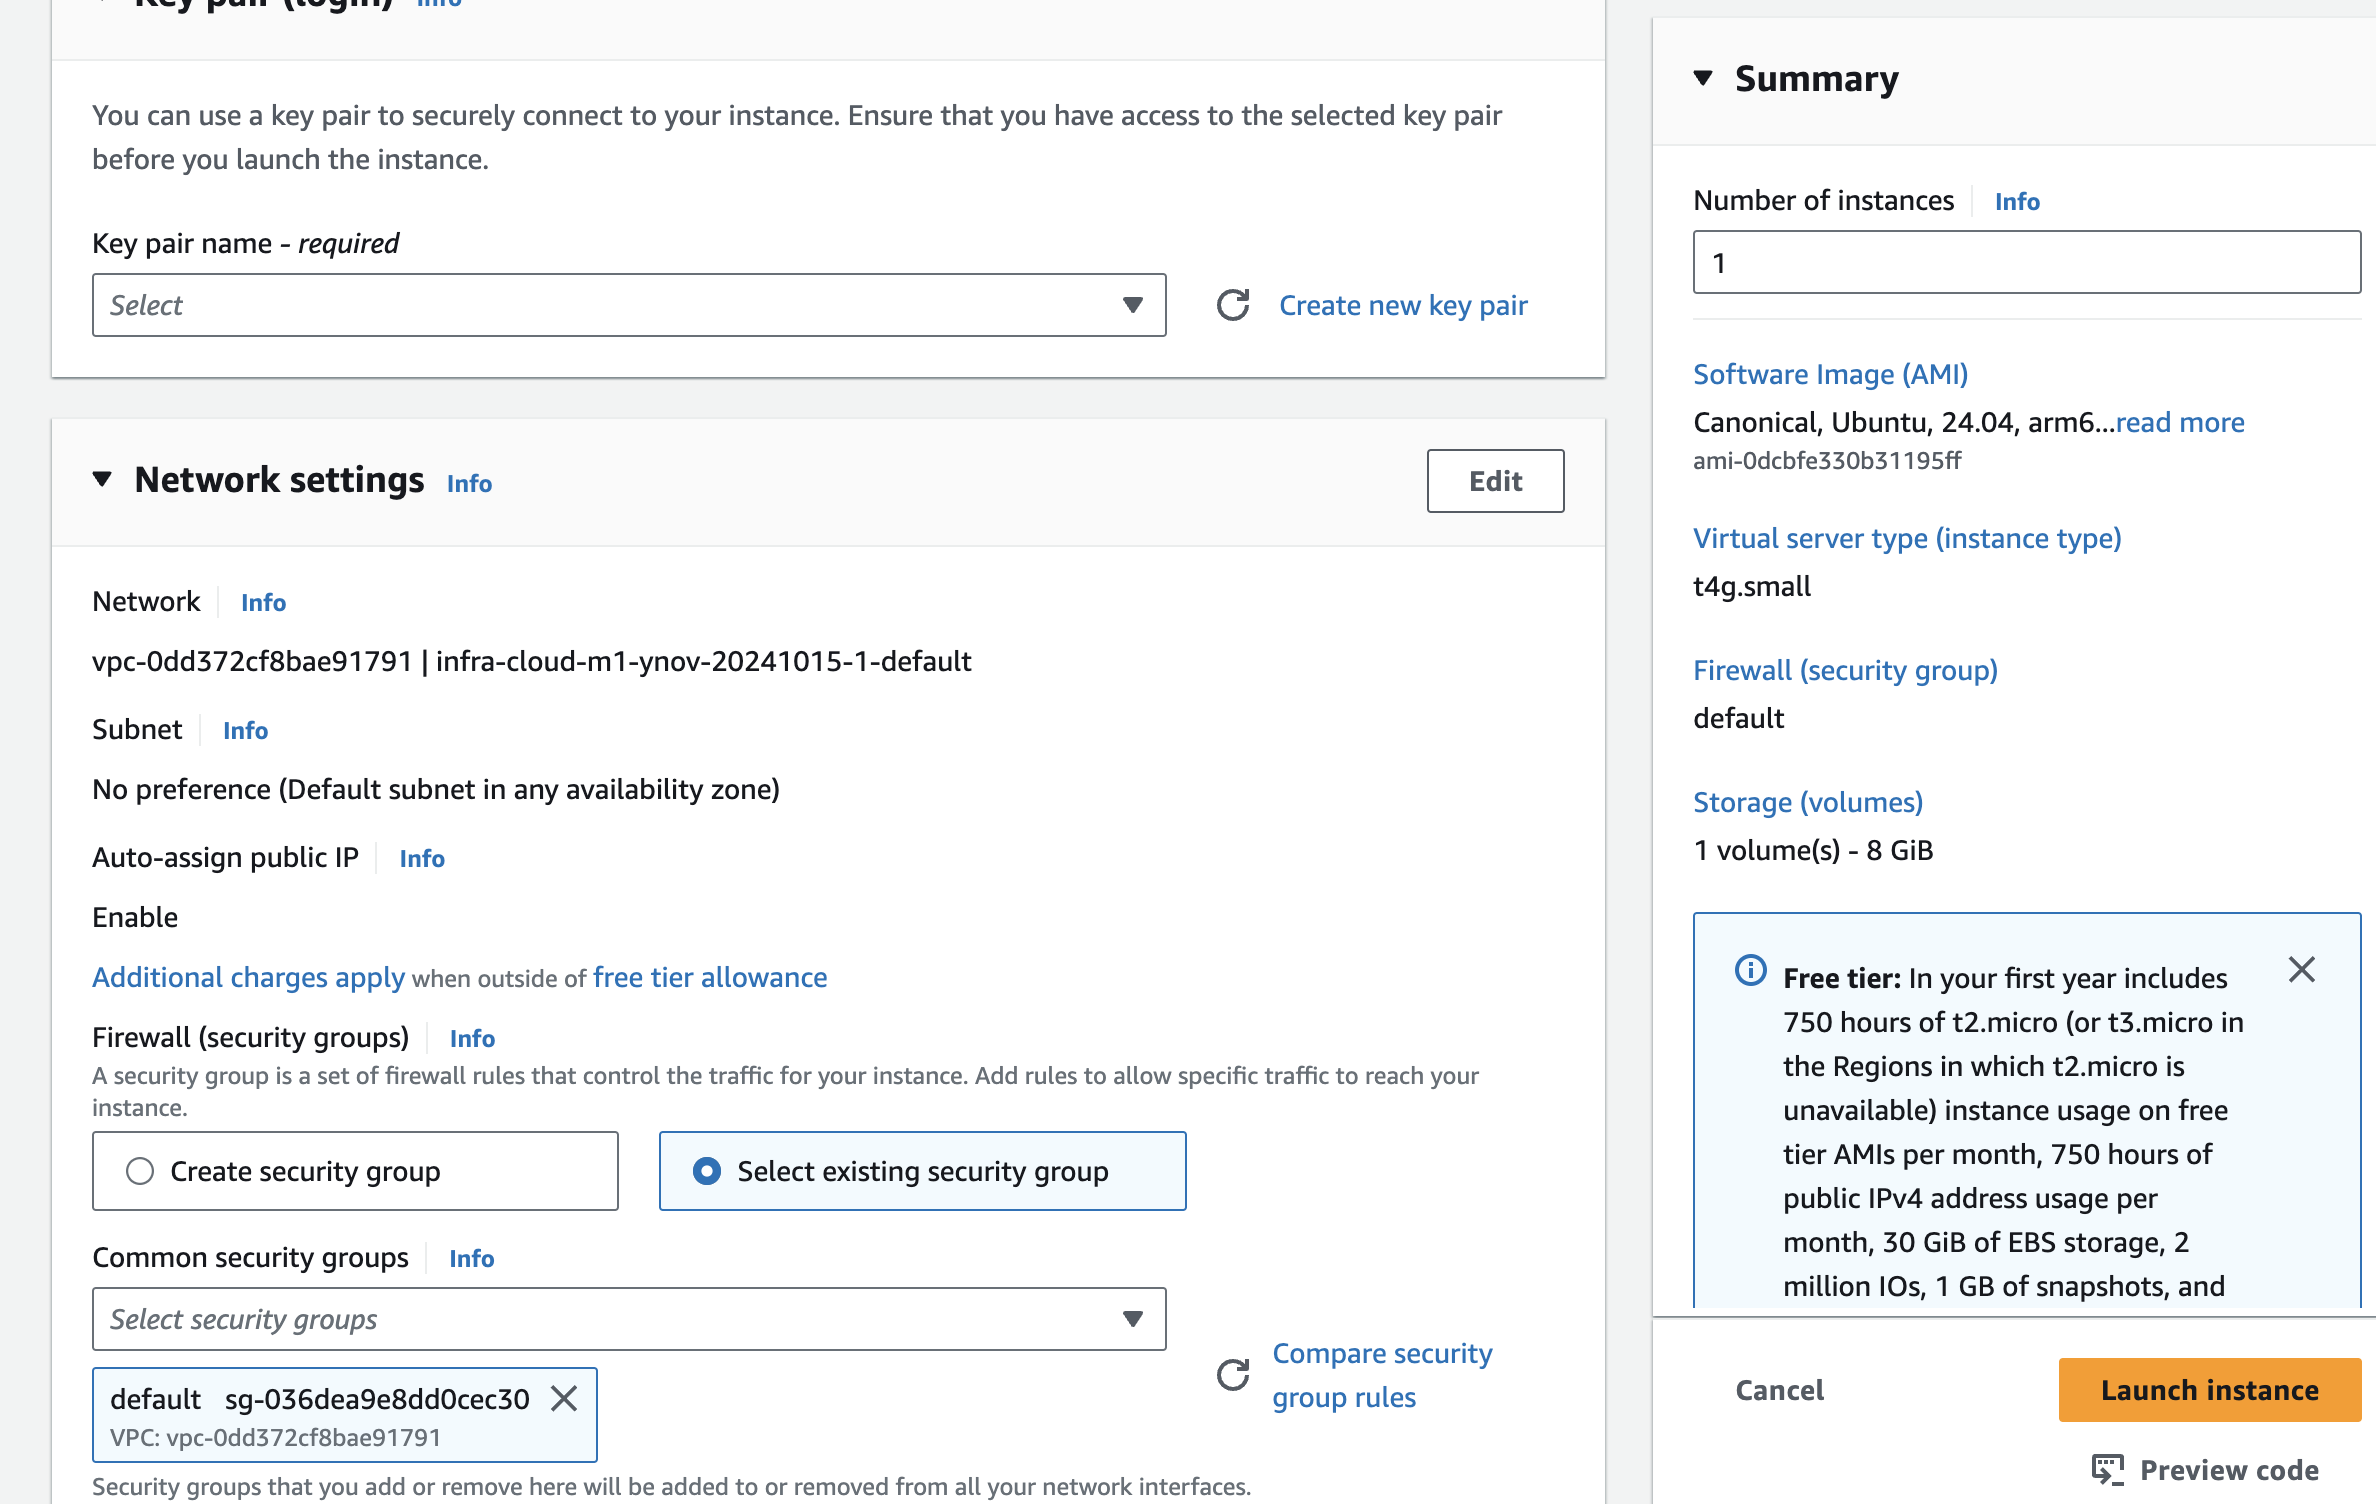 Key pair (login) Info
You can use a key pair to securely connect to your instance. Ensure that you have access to the selected key pair
before you launch the instance.
Key pair name - required
Select
Create new key pair
Network settings Info
Edit
Network Info
vpc-0dd372cf8bae91791 | infra-cloud-m1-ynov-20241015-1-default
Subnet Info
No preference (Default subnet in any availability zone)
Auto-assign public IP Info
Enable
Additional charges apply when outside of free tier allowance
Firewall (security groups) Info
A security group is a set of firewall rules that control the traffic for your instance. Add rules to allow specific traffic to reach your
instance.
Create security group
Select existing security group
Common security groups Info
Select security groups
Compare security
group rules
default sg-036dea9e8dd0cec30
VPC: vpc-0dd372cf8bae91791
Security groups that you add or remove here will be added to or removed from all your network interfaces.
Summary
Number of instances Info
1
Software Image (AMI)
Canonical, Ubuntu, 24.04, arm6...read more
ami-0dcbfe330b31195ff
Virtual server type (instance type)
t4g.small
Firewall (security group)
default
Storage (volumes)
1 volume(s) - 8 GiB
Free tier: In your first year includes
750 hours of t2.micro (or t3.micro in
the Regions in which t2.micro is
unavailable) instance usage on free
tier AMIs per month, 750 hours of
public IPv4 address usage per
month, 30 GiB of EBS storage, 2
million IOs, 1 GB of snapshots, and
Cancel
Launch instance
Preview code